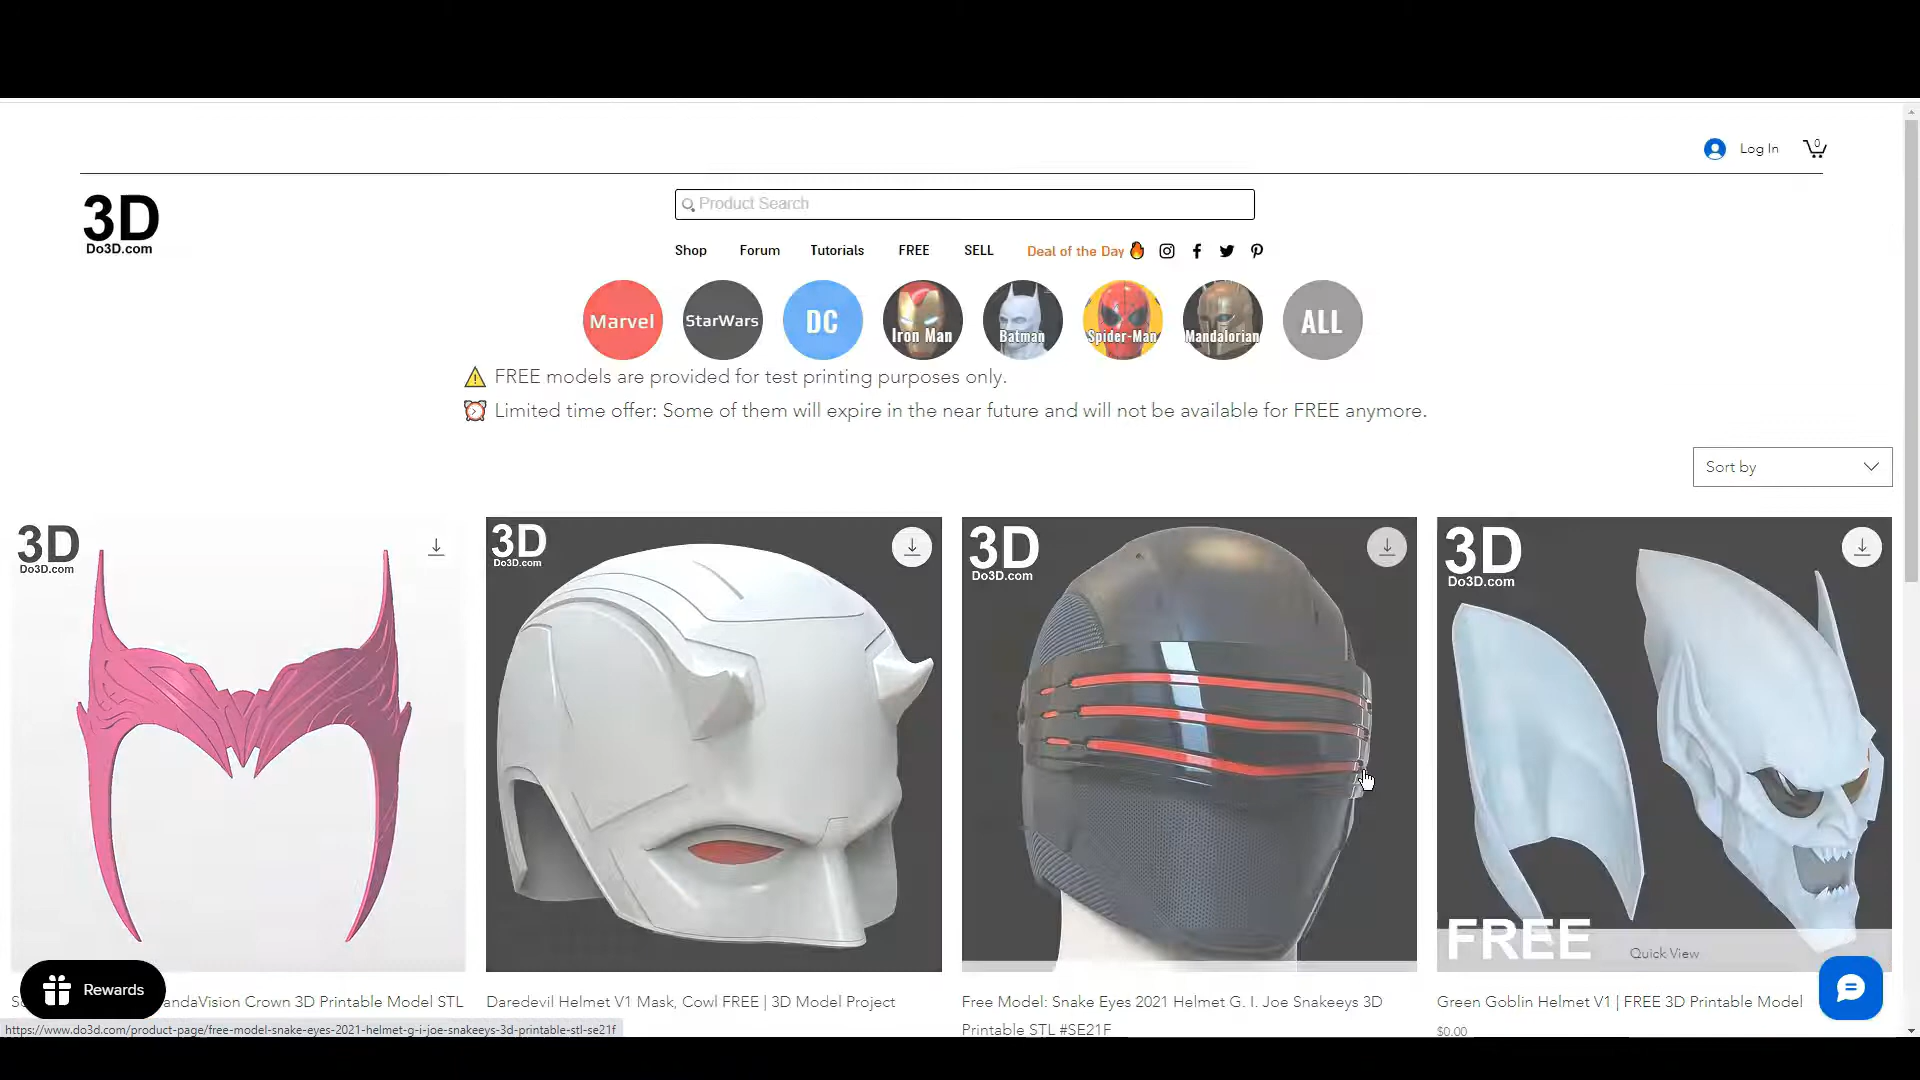 Log In
0
3D
Do3D.com
Product Search
Shop Forum Tutorials FREE SELL Deal of the Day
Marvel StarWars DC Iron Man Batman Spider-Man Mandalorian ALL
FREE models are provided for test printing purposes only.
Limited time offer: Some of them will expire in the near future and will not be available for FREE anymore.
Sort by
3D
Do3D.com
3D
Do3D.com
3D
Do3D.com
3D
Do3D.com
FREE
Quick View
Rewards
andaVision Crown 3D Printable Model STL
Daredevil Helmet V1 Mask, Cowl FREE | 3D Model Project
Free Model: Snake Eyes 2021 Helmet G. I. Joe Snakeeys 3D
Printable STL #SE21F
Green Goblin Helmet V1 | FREE 3D Printable Model
$0.00
https://www.do3d.com/product-page/free-model-snake-eyes-2021-helmet-g-i-joe-snakeeys-3d-printable-stl-se21f